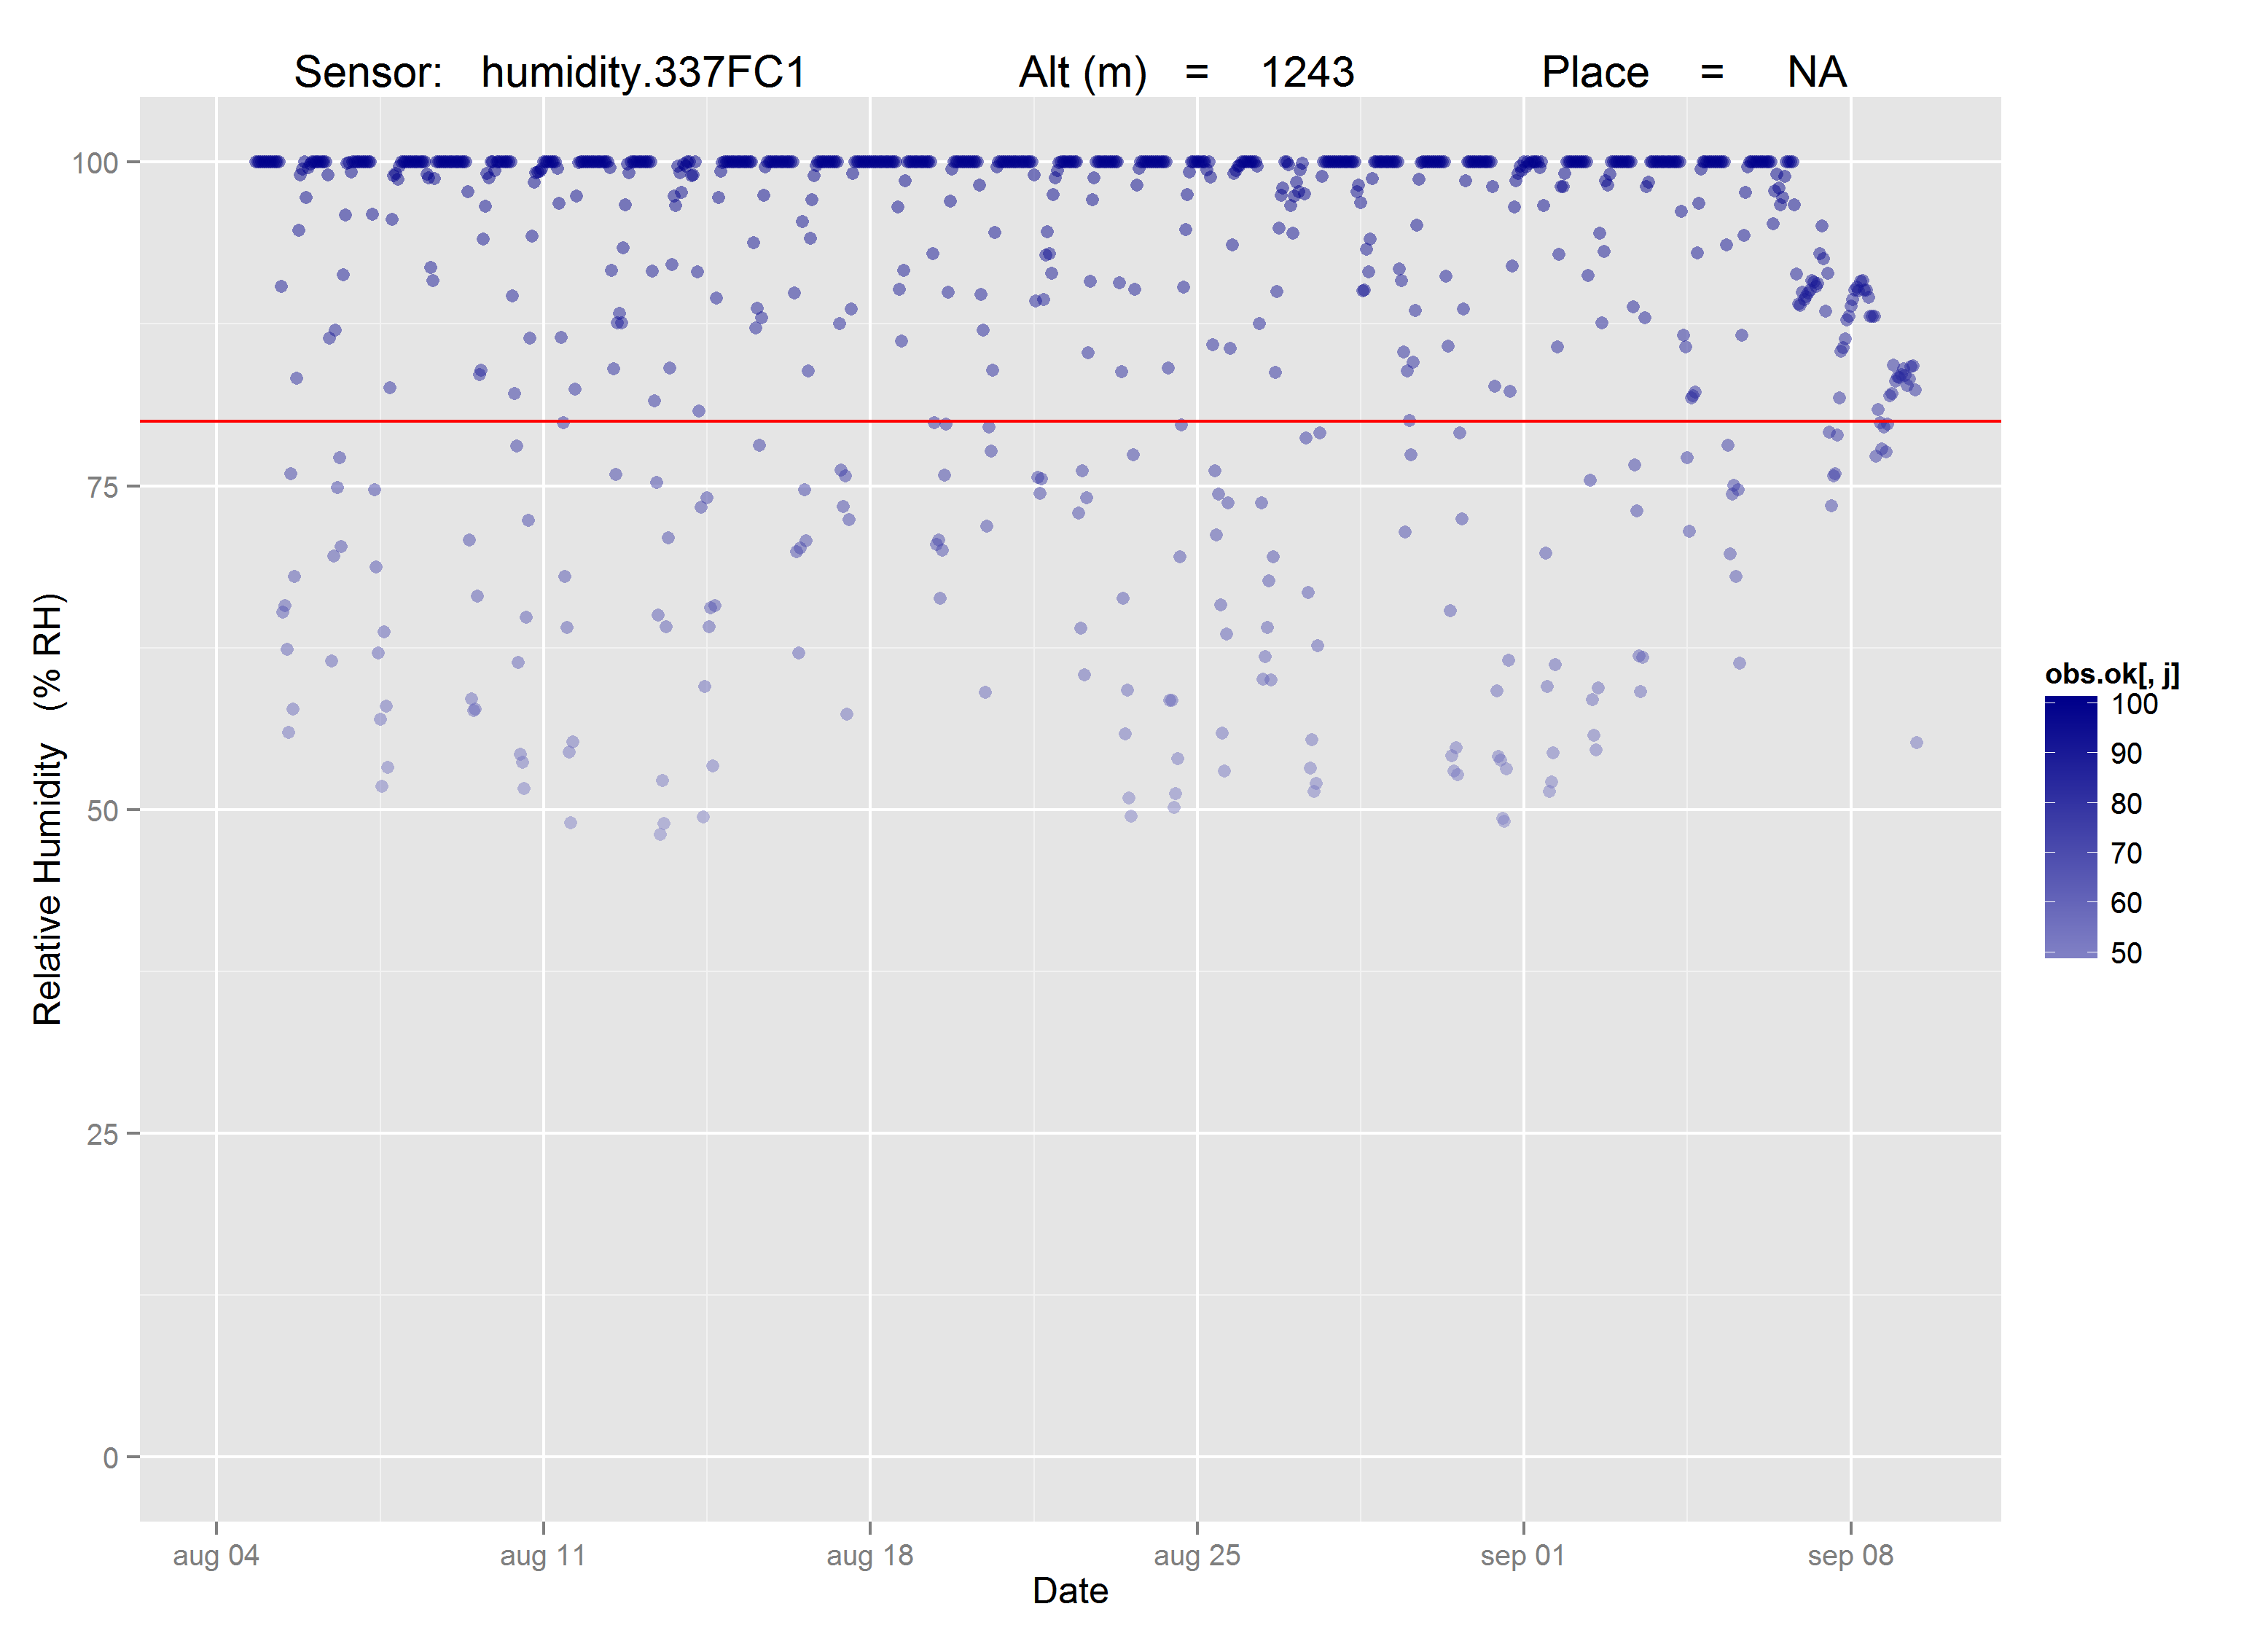 Sensor: humidity.337FC1 Alt (m) = 1243 Place = NA
Relative Humidity (% RH)
100
75
50
25
0
aug 04 aug 11 aug 18 aug 25 sep 01 sep 08
Date
obs.ok[, j]
100
90
80
70
60
50